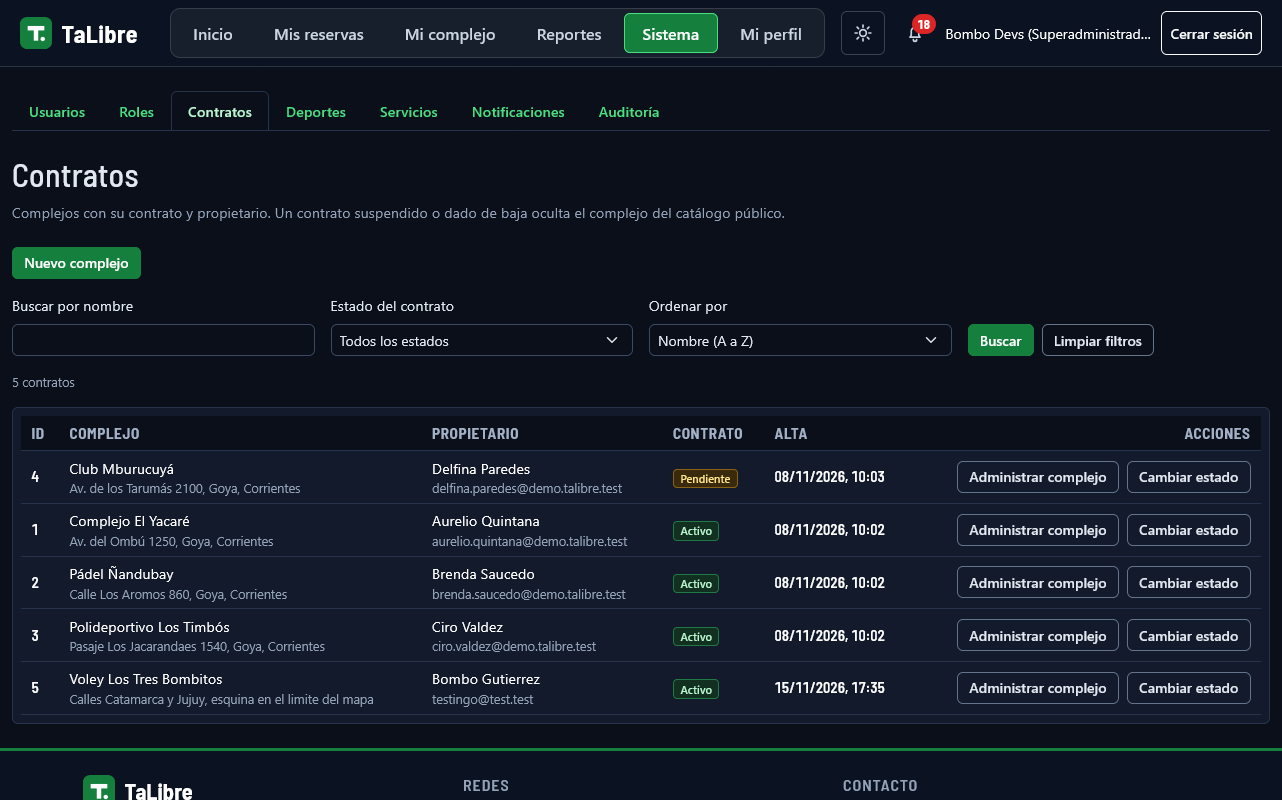 T. TaLibre
Inicio
Mis reservas
Mi complejo
Reportes
Sistema
Mi perfil
18
Bombo Devs (Superadministrad...
Cerrar sesión
Usuarios
Roles
Contratos
Deportes
Servicios
Notificaciones
Auditoría
Contratos
Complejos con su contrato y propietario. Un contrato suspendido o dado de baja oculta el complejo del catálogo público.
Nuevo complejo
Buscar por nombre
Estado del contrato
Ordenar por
Todos los estados
Nombre (A a Z)
Buscar
Limpiar filtros
5 contratos
ID COMPLEJO PROPIETARIO CONTRATO ALTA ACCIONES
4 Club Mburucuyá Delfina Paredes Pendiente 08/11/2026, 10:03 Administrar complejo Cambiar estado
Av. de los Tarumás 2100, Goya, Corrientes delfina.paredes@demo.talibre.test
1 Complejo El Yacaré Aurelio Quintana Activo 08/11/2026, 10:02 Administrar complejo Cambiar estado
Av. del Ombú 1250, Goya, Corrientes aurelio.quintana@demo.talibre.test
2 Pádel Ñandubay Brenda Saucedo Activo 08/11/2026, 10:02 Administrar complejo Cambiar estado
Calle Los Aromos 860, Goya, Corrientes brenda.saucedo@demo.talibre.test
3 Polideportivo Los Timbós Ciro Valdez Activo 08/11/2026, 10:02 Administrar complejo Cambiar estado
Pasaje Los Jacarandaes 1540, Goya, Corrientes ciro.valdez@demo.talibre.test
5 Voley Los Tres Bombitos Bombo Gutierrez Activo 15/11/2026, 17:35 Administrar complejo Cambiar estado
Calles Catamarca y Jujuy, esquina en el limite del mapa testingo@test.test
T. TaLibre
REDES
CONTACTO